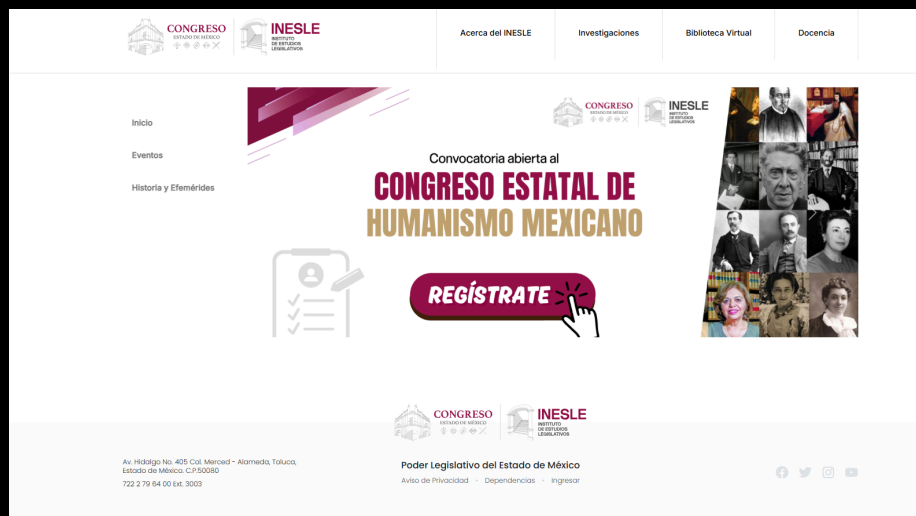 CONGRESO
ESTADO DE MÉXICO
INESLE
INSTITUTO
DE ESTUDIOS
LEGISLATIVOS
Acerca del INESLE
Investigaciones
Biblioteca Virtual
Docencia
Inicio
Eventos
Historia y Efemérides
CONGRESO
ESTADO DE MÉXICO
INESLE
INSTITUTO
DE ESTUDIOS
LEGISLATIVOS
Convocatoria abierta al
CONGRESO ESTATAL DE
HUMANISMO MEXICANO
REGÍSTRATE
CONGRESO
ESTADO DE MÉXICO
INESLE
INSTITUTO
DE ESTUDIOS
LEGISLATIVOS
Av. Hidalgo No. 405 Col. Merced - Alameda, Toluca,
Estado de México. C.P.50080
722 2 79 64 00 Ext. 3003
Poder Legislativo del Estado de México
Aviso de Privacidad - Dependencias - Ingresar